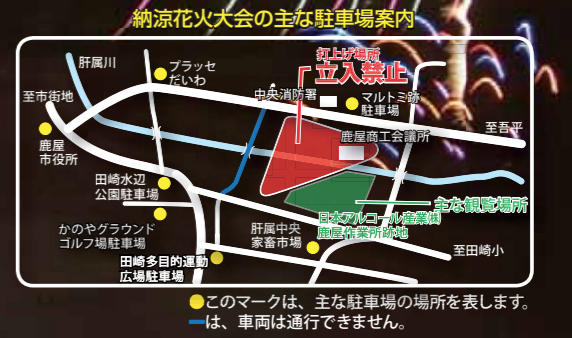 納涼花火大会の主な駐車場案内
肝属川
プラッセ
だいわ
打上げ場所
立入禁止
至市街地
中央消防署
マルトミ跡
駐車場
鹿屋
市役所
鹿屋商工会議所
至吾平
田崎水辺
公園駐車場
主な観覧場所
日本アルコール産業㈱
鹿屋作業所跡地
かのやグラウンド
ゴルフ場駐車場
肝属中央
家畜市場
至田崎小
田崎多目的運動
広場駐車場
このマークは、主な駐車場の場所を表します。
ーは、車両は通行できません。